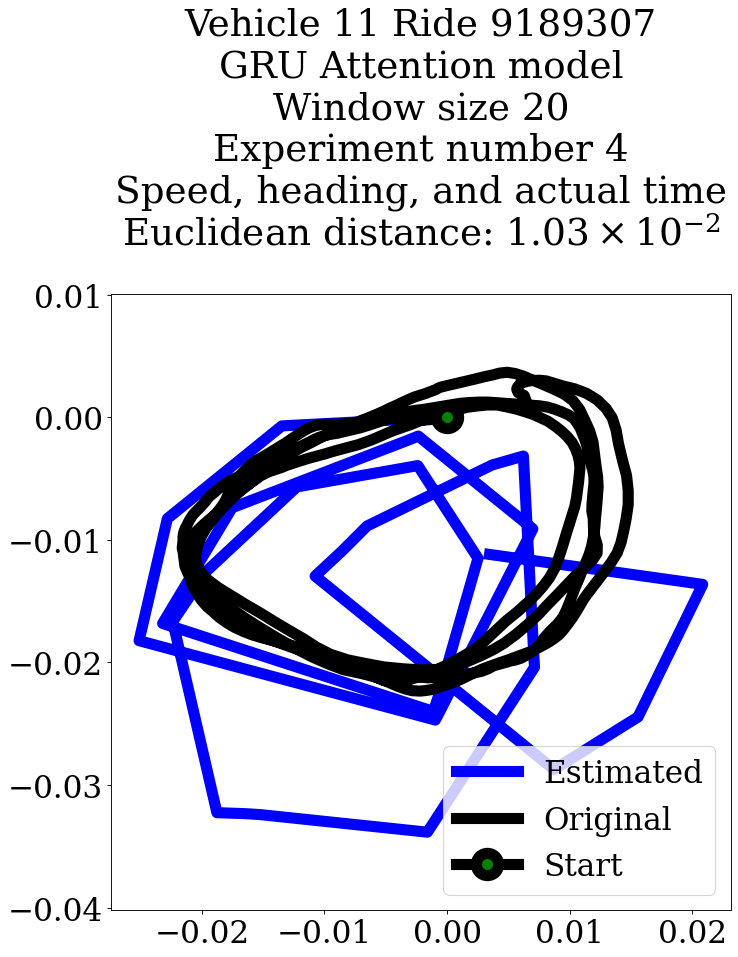 Vehicle 11 Ride 9189307
GRU Attention model
Window size 20
Experiment number 4
Speed, heading, and actual time
Euclidean distance: 1.03 × 10⁻²
0.01
0.00
−0.01
−0.02
−0.03
−0.04
Estimated
Original
Start
−0.02 −0.01 0.00 0.01 0.02